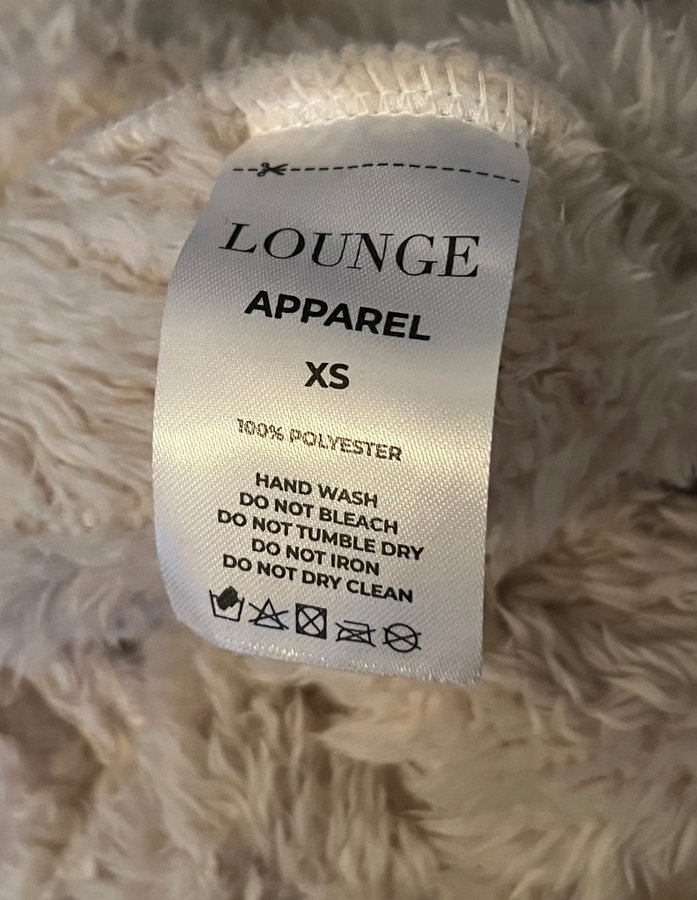 LOUNGE
APPAREL
XS
100% POLYESTER
HAND WASH
DO NOT BLEACH
DO NOT TUMBLE DRY
DO NOT IRON
DO NOT DRY CLEAN